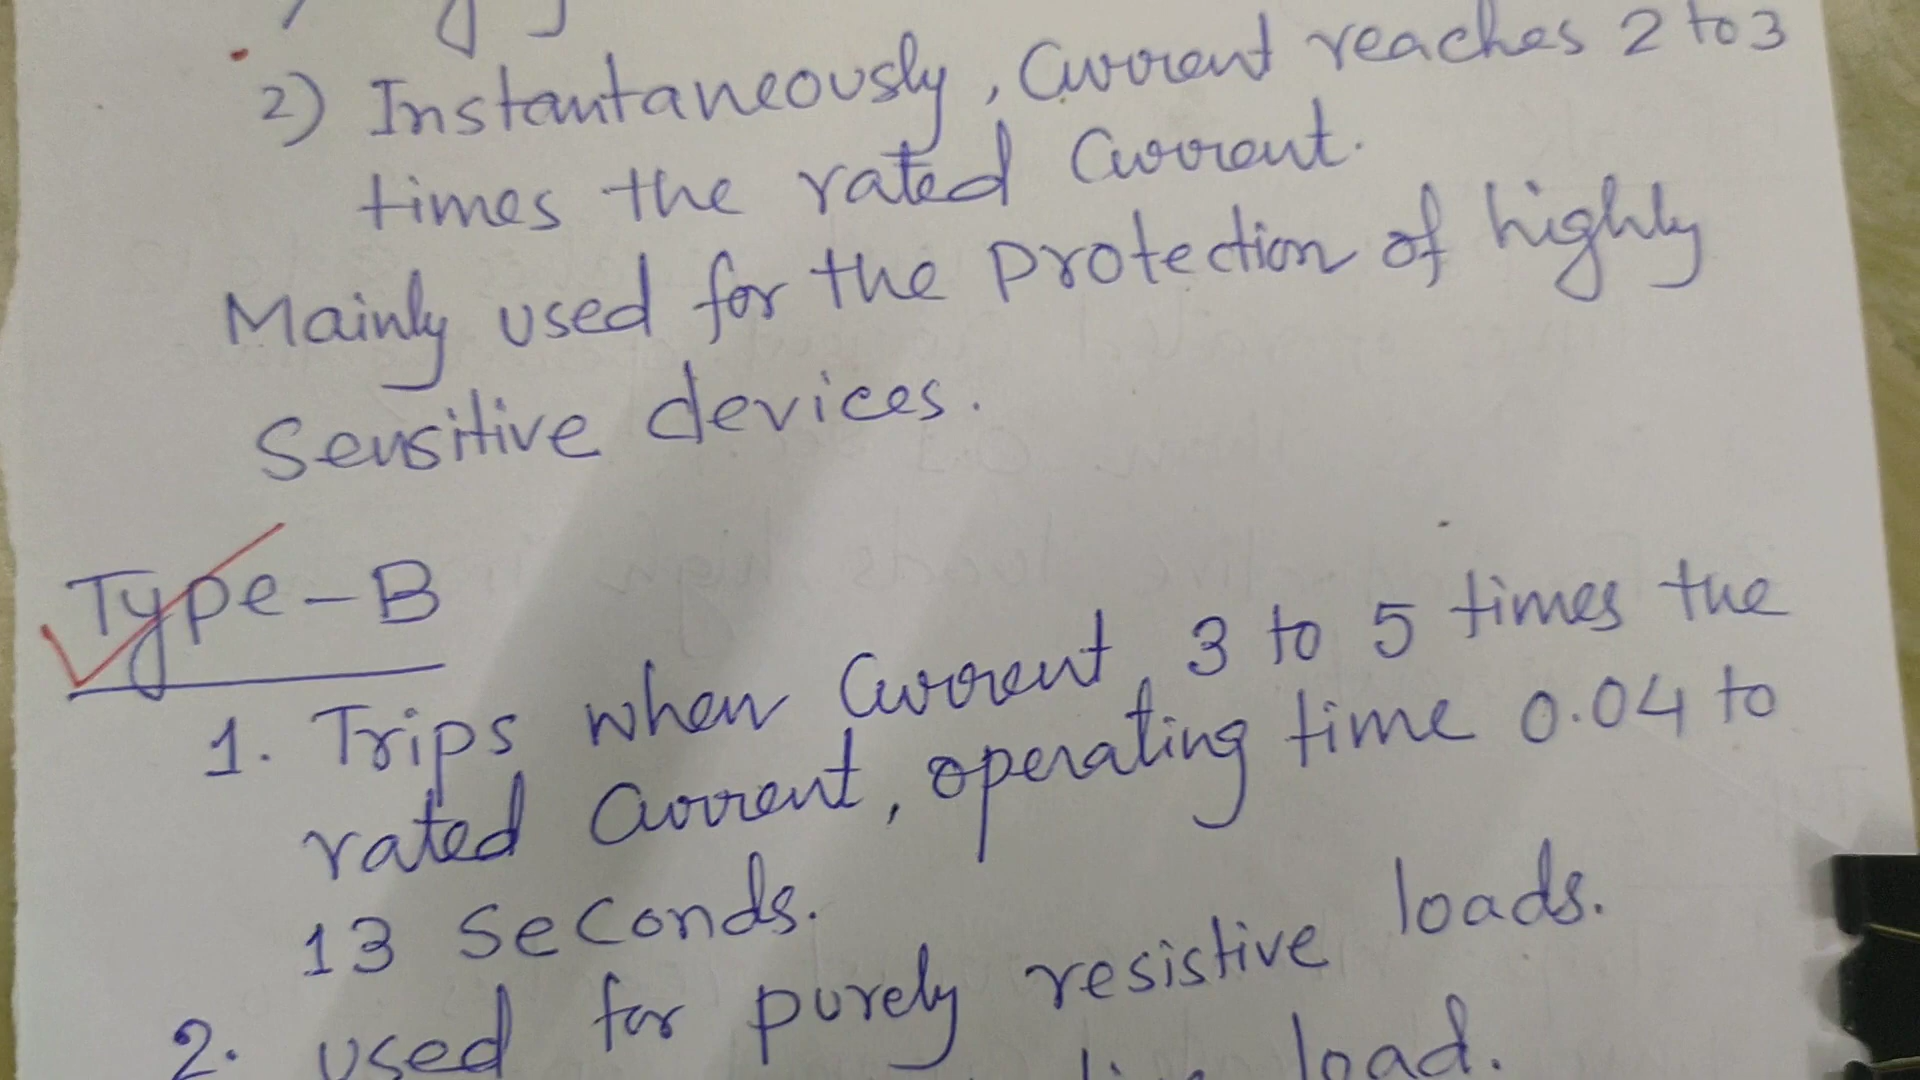 2) Instantaneously, Current reaches 2 to 3
times the rated Current.
Mainly used for the protection of highly
Sensitive devices.
Type-B
1. Trips when Current, 3 to 5 times the
rated Current, operating time 0.04 to
13 Seconds.
2. used for purely resistive loads.
load.